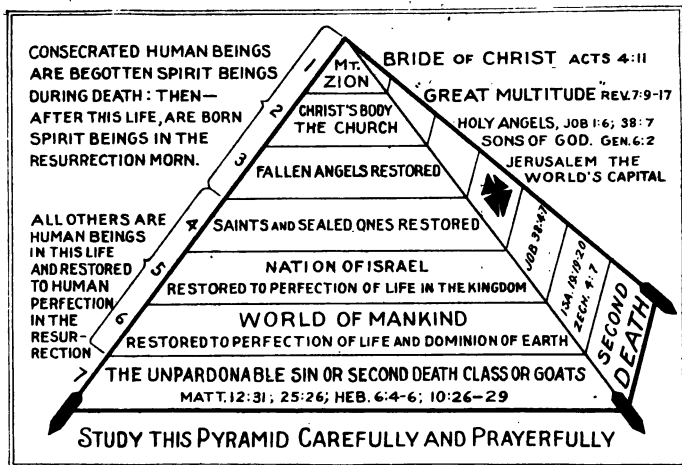 CONSECRATED HUMAN BEINGS
ARE BEGOTTEN SPIRIT BEINGS
DURING DEATH: THEN—
AFTER THIS LIFE, ARE BORN
SPIRIT BEINGS IN THE
RESURRECTION MORN.
ALL OTHERS ARE
HUMAN BEINGS
IN THIS LIFE
AND RESTORED
TO HUMAN
PERFECTION
IN THE
RESUR-
RECTION
1
2
3
4
5
6
7
MT.
ZION
CHRIST'S BODY
THE CHURCH
FALLEN ANGELS RESTORED
SAINTS AND SEALED ONES RESTORED
NATION OF ISRAEL
RESTORED TO PERFECTION OF LIFE IN THE KINGDOM
WORLD OF MANKIND
RESTORED TO PERFECTION OF LIFE AND DOMINION OF EARTH
THE UNPARDONABLE SIN OR SECOND DEATH CLASS OR GOATS
MATT. 12:31; 25:26; HEB. 6:4-6; 10:26-29
BRIDE OF CHRIST ACTS 4:11
"GREAT MULTITUDE" REV. 7:9-17
HOLY ANGELS, JOB 1:6; 38:7
SONS OF GOD. GEN. 6:2
JERUSALEM THE
WORLD'S CAPITAL
JOB 38:4-7
ISA. 19:19-20
ZECH. 4:7
SECOND
DEATH
STUDY THIS PYRAMID CAREFULLY AND PRAYERFULLY